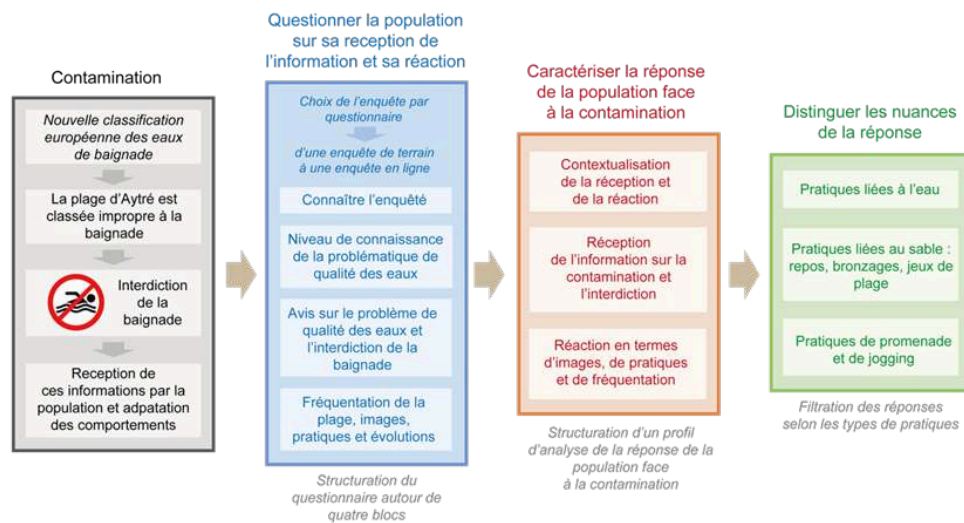 Contamination
Nouvelle classification
européenne des eaux
de baignade
La plage d'Aytré est
classée impropre à la
baignade
Interdiction
de la
baignade
Reception de
ces informations par la
population et adpatation
des comportements
Questionner la population
sur sa reception de
l'information et sa réaction
Choix de l'enquête par
questionnaire
d'une enquête de terrain
à une enquête en ligne
Connaître l'enquêté
Niveau de connaissance
de la problématique de
qualité des eaux
Avis sur le problème de
qualité des eaux et
l'interdiction de la
baignade
Fréquentation de la
plage, images,
pratiques et évolutions
Structuration du
questionnaire autour de
quatre blocs
Caractériser la réponse
de la population face
à la contamination
Contextualisation
de la réception et
de la réaction
Réception
de l'information sur la
contamination et
l'interdiction
Réaction en termes
d'images, de pratiques
et de fréquentation
Structuration d'un profil
d'analyse de la réponse de la
population face
à la contamination
Distinguer les nuances
de la réponse
Pratiques liées à l'eau
Pratiques liées au sable :
repos, bronzages, jeux de
plage
Pratiques de promenade
et de jogging
Filtration des réponses
selon les types de pratiques